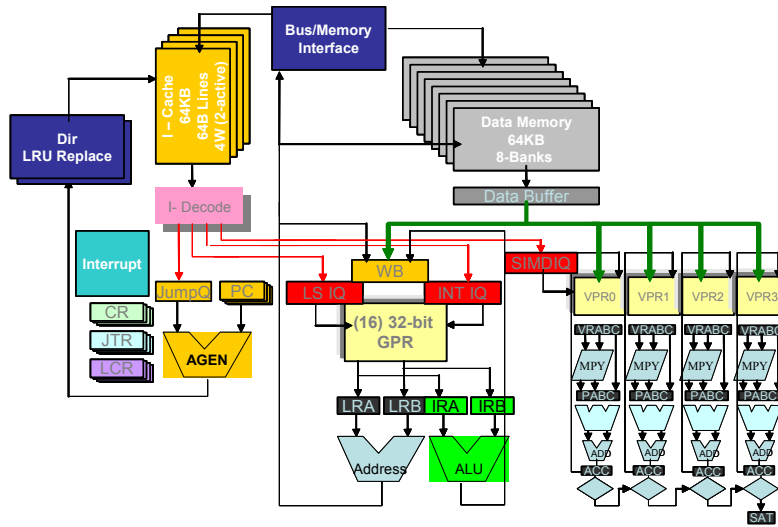 Bus/Memory
Interface
I – Cache
64KB
64B Lines
4W (2-active)
Dir
LRU Replace
Data Memory
64KB
8-Banks
I- Decode
Data Buffer
Interrupt
WB
SIMDIQ
JumpQ
PC
LS IQ
INT IQ
VPR0
VPR1
VPR2
VPR3
CR
JTR
LCR
(16) 32-bit
GPR
AGEN
VRABC
VRABC
VRABC
VRABC
MPY
MPY
MPY
MPY
PABC
PABC
PABC
PABC
LRA
LRB
IRA
IRB
Address
ALU
ADD
ADD
ADD
ADD
ACC
ACC
ACC
ACC
SAT